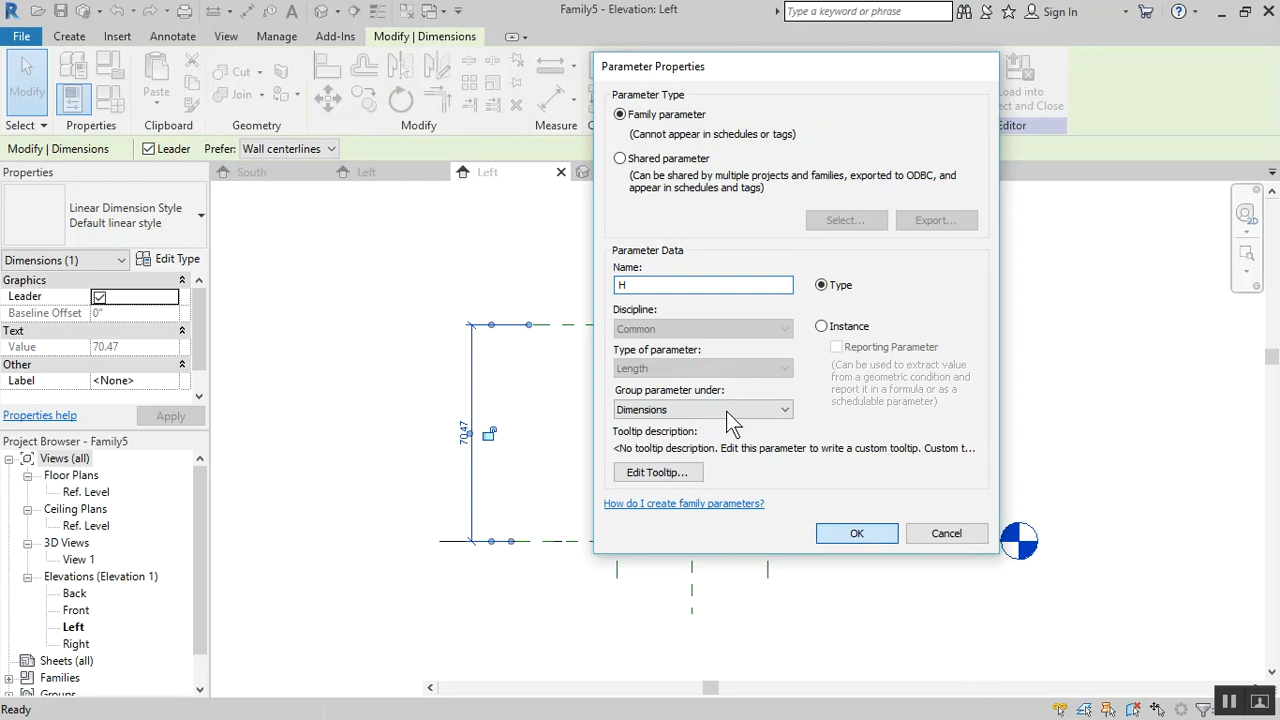 Family5 - Elevation: Left
Type a keyword or phrase
Sign In
File Create Insert Annotate View Manage Add-Ins Modify | Dimensions
Modify
Select
Properties
Paste
Clipboard
Cut
Join
Geometry
Modify
Measure
Load into
Editor
Modify | Dimensions
Leader
Prefer: Wall centerlines
Properties
Linear Dimension Style
Default linear style
Dimensions (1)
Edit Type
Graphics
Leader
Baseline Offset 0"
Text
Value 70.47
Other
Label <None>
Properties help
Apply
Project Browser - Family5
Views (all)
Floor Plans
Ref. Level
Ceiling Plans
Ref. Level
3D Views
View 1
Elevations (Elevation 1)
Back
Front
Left
Right
Sheets (all)
Families
Groups
Ready
South
Left
Left
70.47
2D
Parameter Properties
Parameter Type
Family parameter
(Cannot appear in schedules or tags)
Shared parameter
(Can be shared by multiple projects and families, exported to ODBC, and
appear in schedules and tags)
Select...
Export...
Parameter Data
Name:
H
Type
Discipline:
Common
Instance
Reporting Parameter
(Can be used to extract value
from a geometric condition and
report it in a formula or as a
schedulable parameter)
Type of parameter:
Length
Group parameter under:
Dimensions
Tooltip description:
<No tooltip description. Edit this parameter to write a custom tooltip. Custom t...
Edit Tooltip...
How do I create family parameters?
OK
Cancel